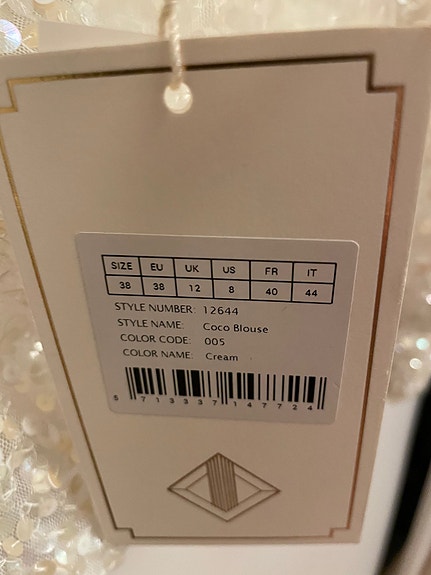 SIZE EU UK US FR IT
38 38 12 8 40 44
STYLE NUMBER: 12644
STYLE NAME: Coco Blouse
COLOR CODE: 005
COLOR NAME: Cream
5 713337 147724